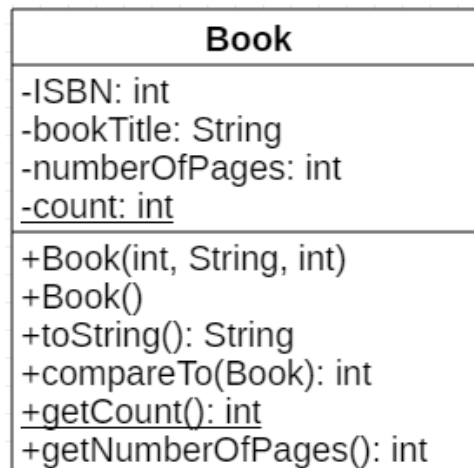 Book
-ISBN: int
-bookTitle: String
-numberOfPages: int
-count: int
+Book(int, String, int)
+Book()
+toString(): String
+compareTo(Book): int
+getCount(): int
+getNumberOfPages(): int